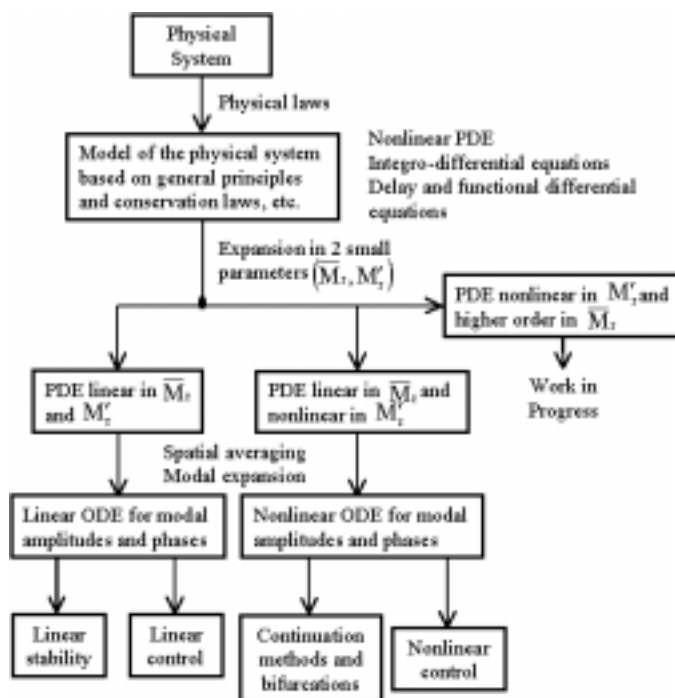 Physical
System
Physical laws
Model of the physical system
based on general principles
and conservation laws, etc.
Nonlinear PDE
Integro-differential equations
Delay and functional differential
equations
Expansion in 2 small
parameters (M̅ᵣ, M′ᵣ)
PDE nonlinear in M′ᵣ and
higher order in M̅ᵣ
Work in
Progress
PDE linear in M̅ᵣ
and M′ᵣ
PDE linear in M̅ᵣ and
nonlinear in M′ᵣ
Spatial averaging
Modal expansion
Linear ODE for modal
amplitudes and phases
Nonlinear ODE for modal
amplitudes and phases
Linear
stability
Linear
control
Continuation
methods and
bifurcations
Nonlinear
control